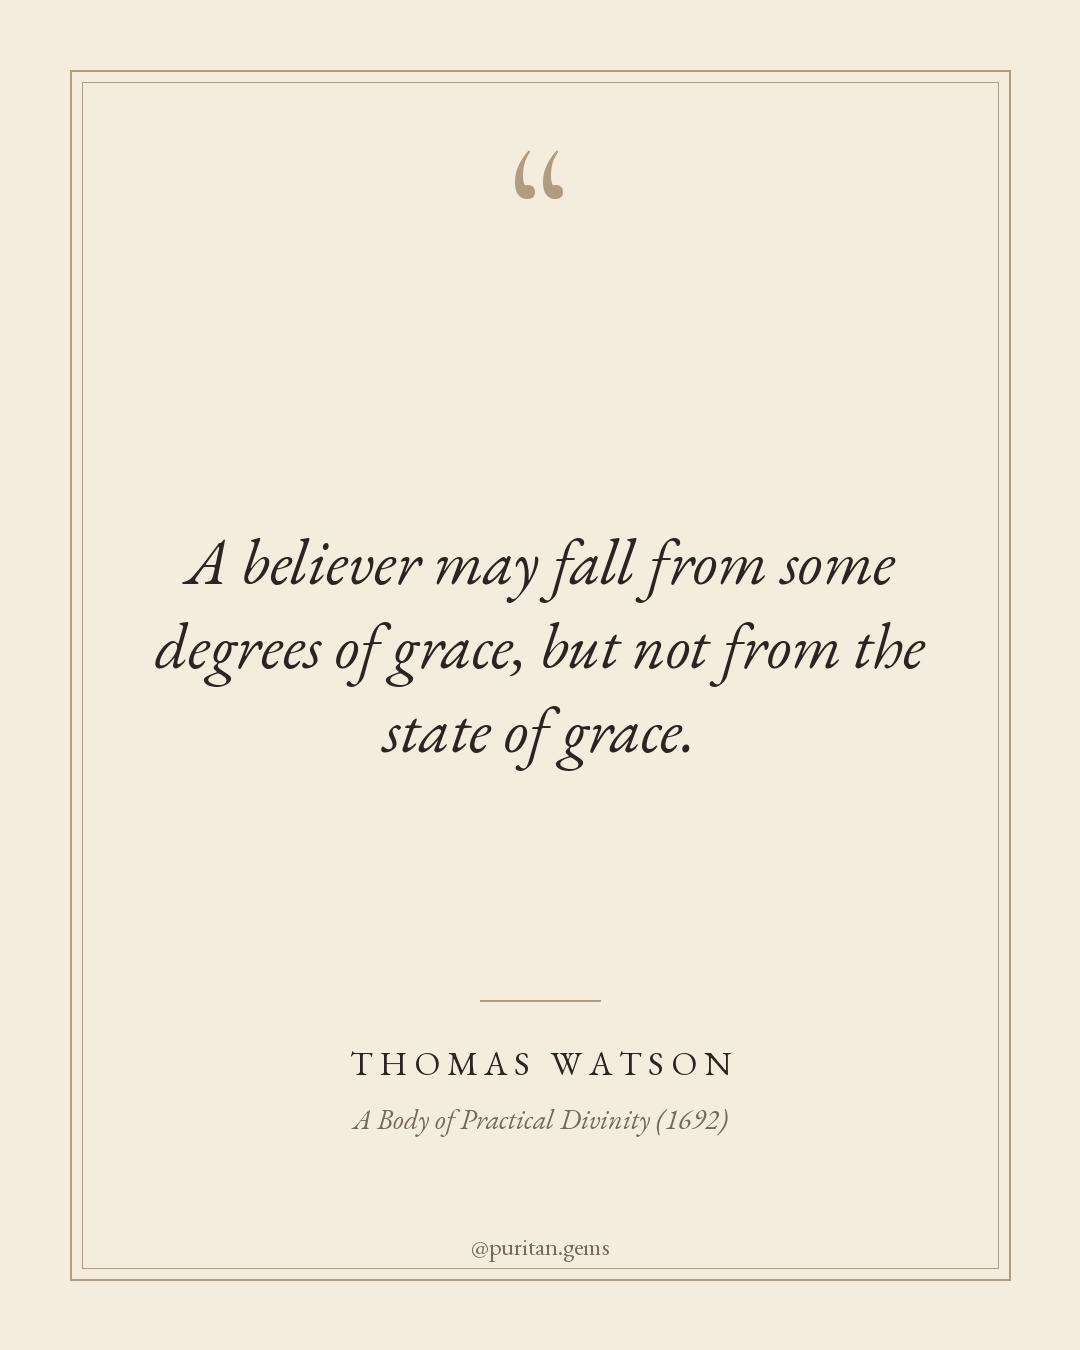 “
A believer may fall from some
degrees of grace, but not from the
state of grace.
THOMAS WATSON
A Body of Practical Divinity (1692)
@puritan.gems